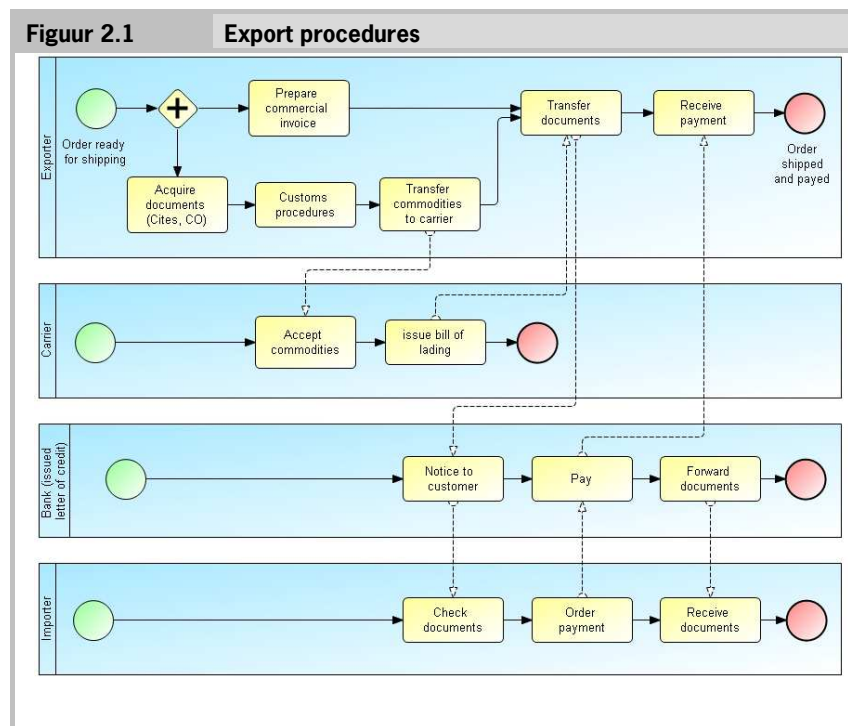 Figuur 2.1 Export procedures
Exporter
Order ready
for shipping
Prepare
commercial
invoice
Acquire
documents
(Cites, CO)
Customs
procedures
Transfer
commodities
to carrier
Transfer
documents
Receive
payment
Order
shipped
and payed
Carrier
Accept
commodities
issue bill of
lading
Bank (issued
letter of credit)
Notice to
customer
Pay
Forward
documents
Importer
Check
documents
Order
payment
Receive
documents